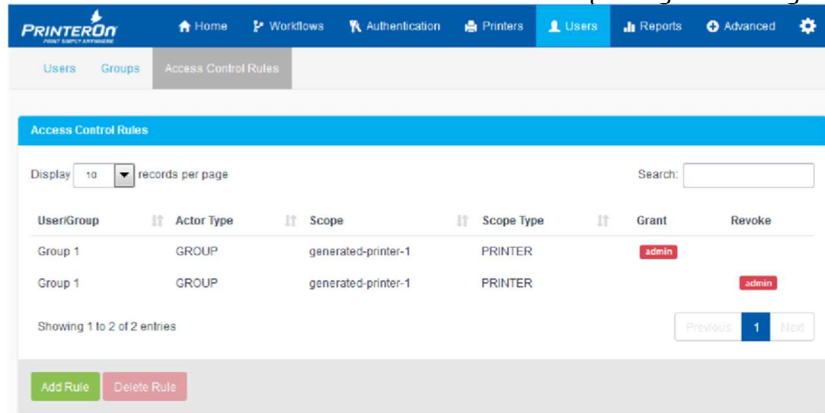 PRINTERON
PRINT SIMPLY ANYWHERE
Home Workflows Authentication Printers Users Reports Advanced
Users Groups Access Control Rules
Access Control Rules
Display 10 records per page Search:
User/Group Actor Type Scope Scope Type Grant Revoke
Group 1 GROUP generated-printer-1 PRINTER admin
Group 1 GROUP generated-printer-1 PRINTER admin
Showing 1 to 2 of 2 entries Previous 1 Next
Add Rule Delete Rule